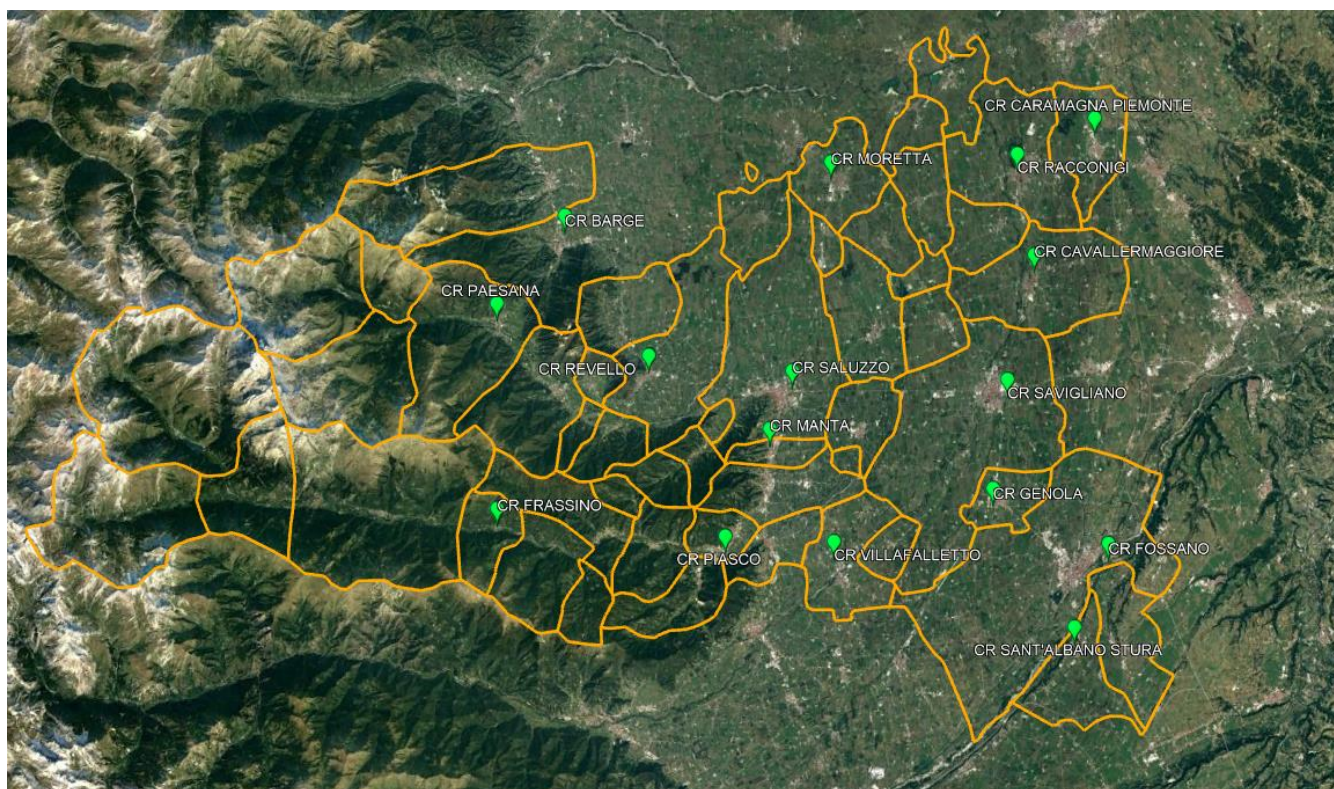 CR CARAMAGNA PIEMONTE
CR MORETTA
CR RACCONIGI
CR BARGE
CR CAVALLERMAGGIORE
CR PAESANA
CR REVELLO
CR SALUZZO
CR SAVIGLIANO
CR MANTA
CR GENOLA
CR FRASSINO
CR PIASCO
CR VILLAFALLETTO
CR FOSSANO
CR SANT'ALBANO STURA